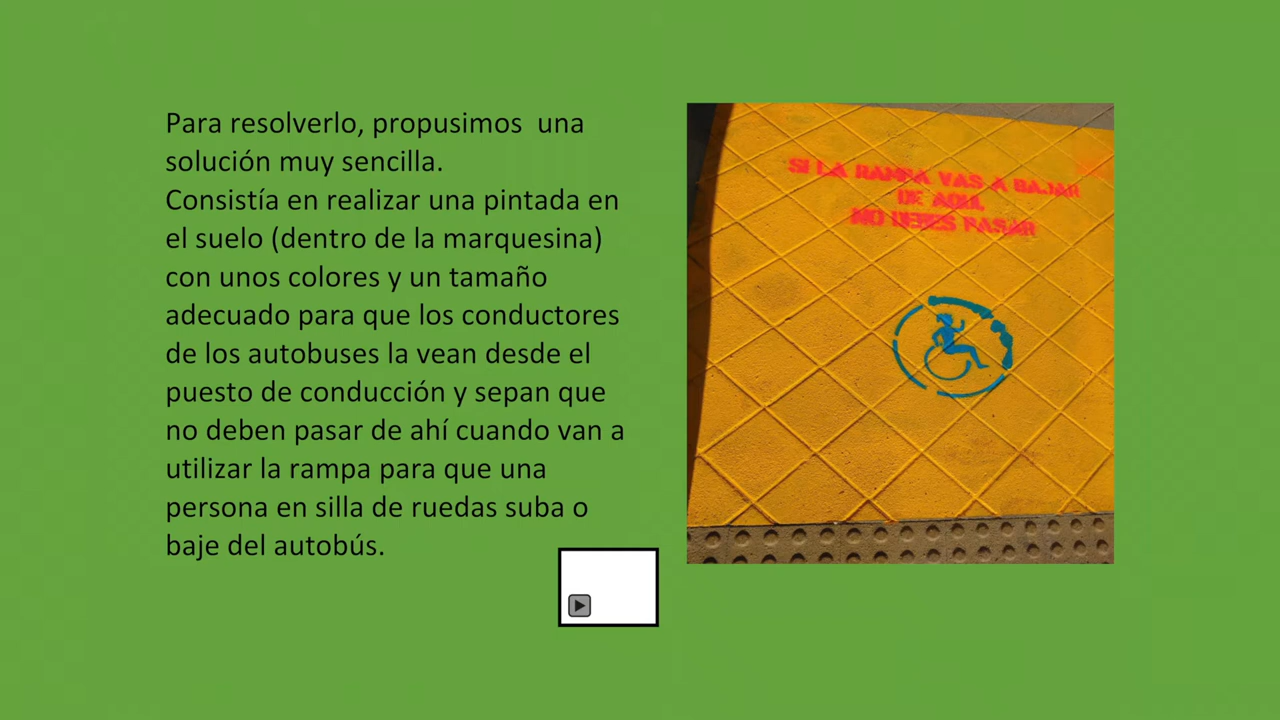 Para resolverlo, propusimos  una
solución muy sencilla.
Consistía en realizar una pintada en
el suelo (dentro de la marquesina)
con unos colores y un tamaño
adecuado para que los conductores
de los autobuses la vean desde el
puesto de conducción y sepan que
no deben pasar de ahí cuando van a
utilizar la rampa para que una
persona en silla de ruedas suba o
baje del autobús.
SI LA RAMPA VAS A BAJAR
DE AQUI,
NO DEBES PASAR